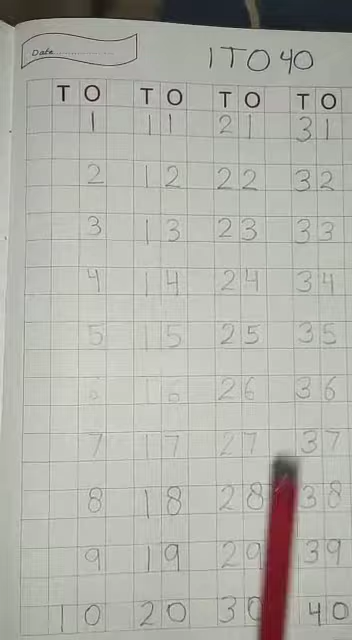 Date
1 TO 40
T O T O T O T O
1 11 21 31
2 12 22 32
3 13 23 33
4 14 24 34
5 15 25 35
6 16 26 36
7 17 27 37
8 18 28 38
9 19 29 39
10 20 30 40